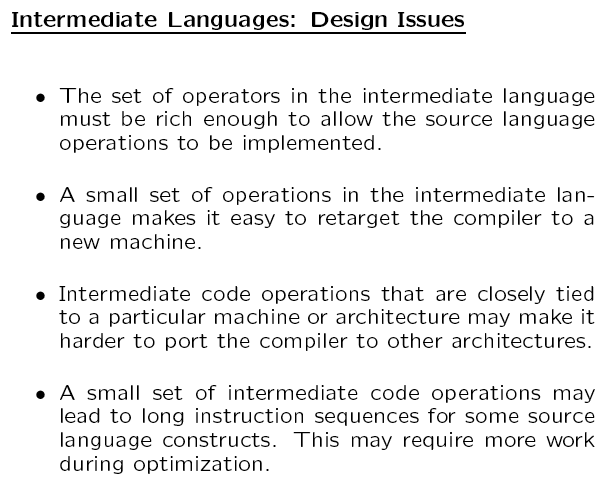 Intermediate Languages: Design Issues
• The set of operators in the intermediate language
must be rich enough to allow the source language
operations to be implemented.
• A small set of operations in the intermediate lan-
guage makes it easy to retarget the compiler to a
new machine.
• Intermediate code operations that are closely tied
to a particular machine or architecture may make it
harder to port the compiler to other architectures.
• A small set of intermediate code operations may
lead to long instruction sequences for some source
language constructs. This may require more work
during optimization.